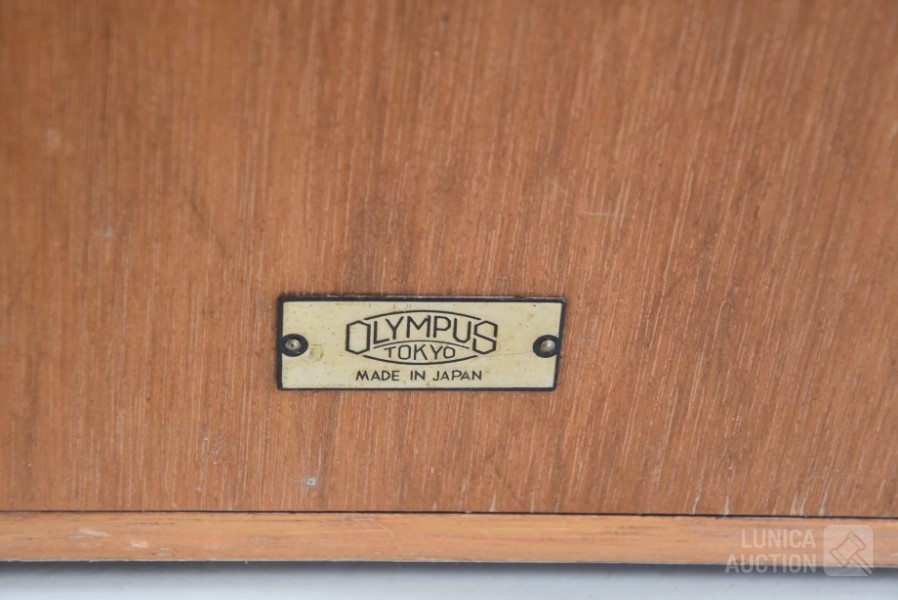 OLYMPUS
TOKYO
MADE IN JAPAN
LUNICA
AUCTION